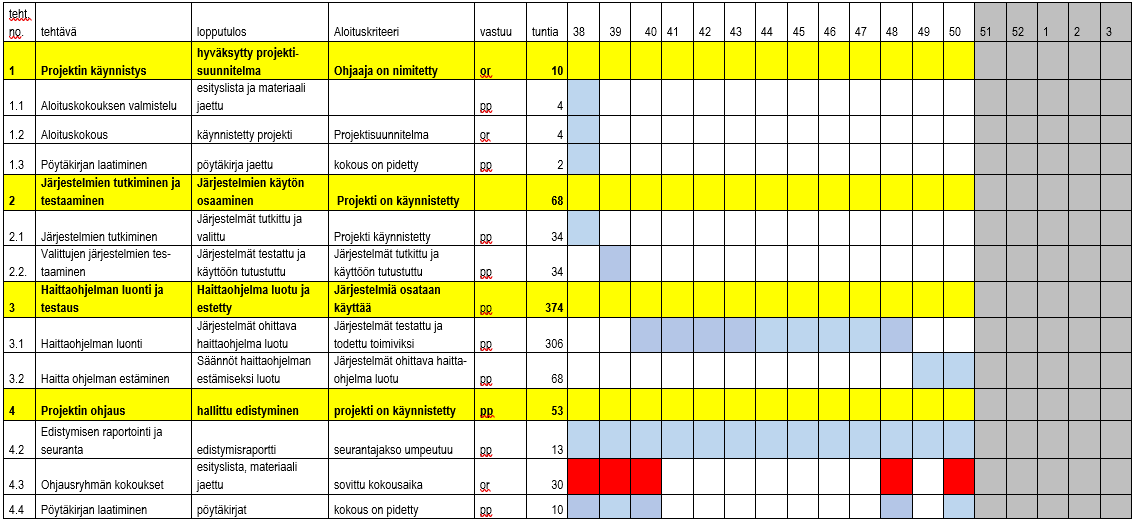 teht. no. tehtävä lopputulos Aloituskriteeri vastuu tuntia 38 39 40 41 42 43 44 45 46 47 48 49 50 51 52 1 2 3
1 Projektin käynnistys hyväksytty projekti-suunnitelma Ohjaaja on nimitetty or 10
1.1 Aloituskokouksen valmistelu esityslista ja materiaali jaettu pp 4
1.2 Aloituskokous käynnistetty projekti Projektisuunnitelma or 4
1.3 Pöytäkirjan laatiminen pöytäkirja jaettu kokous on pidetty pp 2
2 Järjestelmien tutkiminen ja testaaminen Järjestelmien käytön osaaminen Projekti on käynnistetty 68
2.1 Järjestelmien tutkiminen Järjestelmät tutkittu ja valittu Projekti käynnistetty pp 34
2.2. Valittujen järjestelmien tes-taaminen Järjestelmät testattu ja käyttöön tutustuttu Järjestelmät tutkittu ja käyttöön tutustuttu pp 34
3 Haittaohjelman luonti ja testaus Haittaohjelma luotu ja estetty Järjestelmiä osataan käyttää pp 374
3.1 Haittaohjelman luonti Järjestelmät ohittava haittaohjelma luotu Järjestelmät testattu ja todettu toimiviksi pp 306
3.2 Haitta ohjelman estäminen Säännöt haittaohjelman estämiseksi luotu Järjestelmät ohittava haitta-ohjelma luotu pp 68
4 Projektin ohjaus hallittu edistyminen projekti on käynnistetty pp 53
4.2 Edistymisen raportointi ja seuranta edistymisraportti seurantajakso umpeutuu pp 13
4.3 Ohjausryhmän kokoukset esityslista, materiaali jaettu sovittu kokousaika or 30
4.4 Pöytäkirjan laatiminen pöytäkirjat kokous on pidetty pp 10